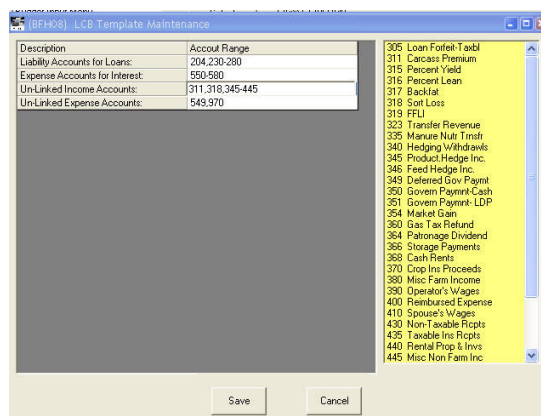 (BFH08) LCB Template Maintenance
Description Accout Range
Liability Accounts for Loans: 204,230-280
Expense Accounts for Interest: 550-580
Un-Linked Income Accounts: 311,318,345-445
Un-Linked Expense Accounts: 549,970
305 Loan Forfeit-Taxbl
311 Carcass Premium
315 Percent Yield
316 Percent Lean
317 Backfat
318 Sort Loss
319 FFLI
323 Transfer Revenue
335 Manure Nutr Trnsfr
340 Hedging Withdrawls
345 Product.Hedge Inc.
346 Feed Hedge Inc.
349 Deferred Gov Paymt
350 Govern Paymnt-Cash
351 Govern Paymnt- LDP
354 Market Gain
360 Gas Tax Refund
364 Patronage Dividend
366 Storage Payments
368 Cash Rents
370 Crop Ins Proceeds
380 Misc Farm Income
390 Operator's Wages
400 Reimbursed Expense
410 Spouse's Wages
430 Non-Taxable Rcpts
435 Taxable Ins Rcpts
440 Rental Prop & Invs
445 Misc Non Farm Inc
Save Cancel